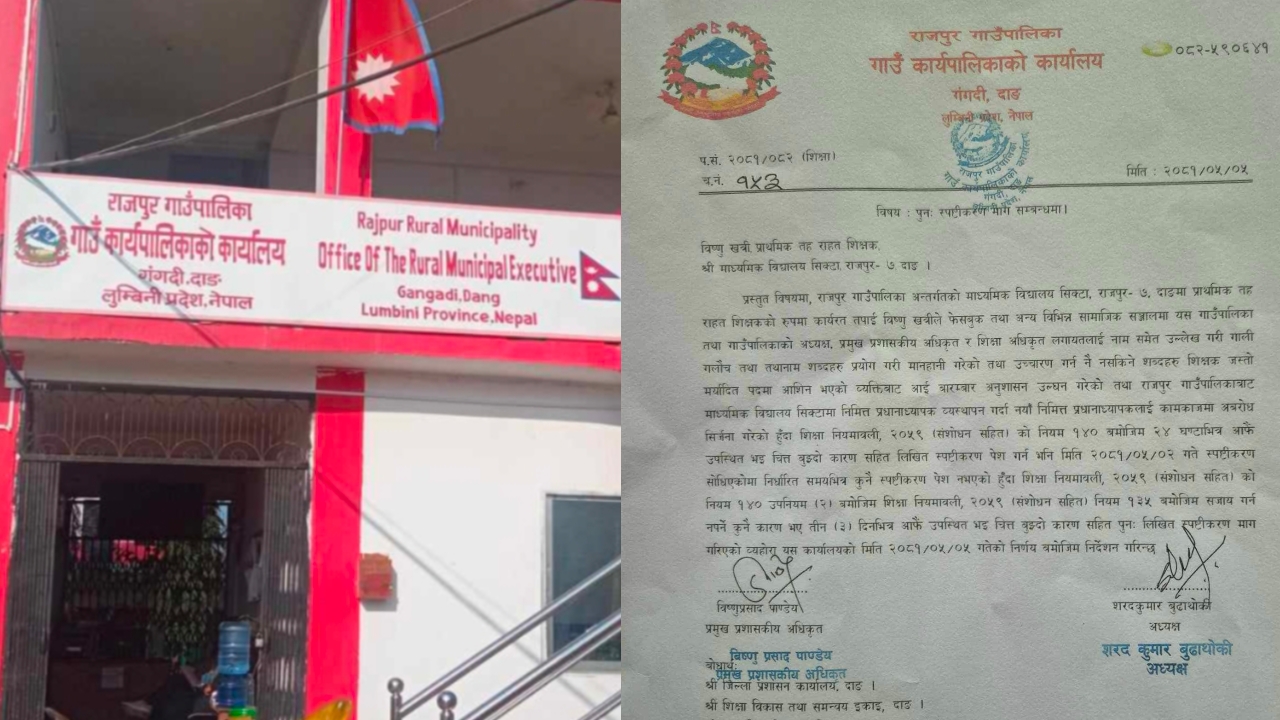 राजपुर गाउँपालिका
गाउँ कार्यपालिकाको कार्यालय
गंगदी.दाङ
लुम्बिनी प्रदेश.नेपाल
Rajpur Rural Municipality
Office Of The Rural Municipal Executive
Gangadi,Dang
Lumbini Province,Nepal
राजपुर गाउँपालिका
गाउँ कार्यपालिकाको कार्यालय
गंगदी, दाङ
लुम्बिनी प्रदेश, नेपाल
०८२-५९०६४१
राजपुर गाउँपालिका
गाउँ कार्यपालिकाको कार्यालय
गंगदी, दाङ
प.सं. २०८१/०८२ (शिक्षा)
च.नं. १५३
मिति : २०८१/०५/०५
विषय : पुनः स्पष्टीकरण माग सम्बन्धमा।
विष्णु खत्री प्राथमिक तह राहत शिक्षक,
श्री माध्यमिक विद्यालय सिक्टा राजपुर- ७ दाङ ।
प्रस्तुत विषयमा, राजपुर गाउँपालिका अन्तर्गतको माध्यमिक विद्यालय सिक्टा, राजपुर- ७, दाङमा प्राथमिक तह
राहत शिक्षकको रुपमा कार्यरत तपाई विष्णु खत्रीले फेसबुक तथा अन्य विभिन्न सामाजिक सञ्जालमा यस गाउँपालिका
तथा गाउँपालिकाको अध्यक्ष, प्रमुख प्रशासकीय अधिकृत र शिक्षा अधिकृत लगायतलाई नाम समेत उल्लेख गरी गाली
गलौच तथा तथानाम शब्दहरु प्रयोग गरी मानहानी गरेको तथा उच्चारण गर्न नै नसकिने शब्दहरु शिक्षक जस्तो
मर्यादित पदमा आशिन भएको व्यक्तिबाट आई बारम्बार अनुशासन उल्घन गरेको तथा राजपुर गाउँपालिकाबाट
माध्यमिक विद्यालय सिक्टामा निमित्त प्रधानाध्यापक व्यस्थापन गर्दा नयाँ निमित्त प्रधानाध्यापकलाई कामकाजमा अबरोध
सिर्जना गरेको हुँदा शिक्षा नियमावली, २०५९ (संशोधन सहित) को नियम १४० बमोजिम २४ घण्टाभित्र आफै
उपस्थित भइ चित्त बुझ्दो कारण सहित लिखित स्पष्टीकरण पेश गर्न भनि मिति २०८१/०५/०२ गते स्पष्टीकरण
सोधिएकोमा निर्धारित समयभित्र कुनै स्पष्टीकरण पेश नभएको हुँदा शिक्षा नियमावली, २०५९ (संशोधन सहित) को
नियम १४० उपनियम (२) बमोजिम शिक्षा नियमावली, २०५९ (संशोधन सहित) नियम १३५ बमोजिम सजाय गर्न
नपर्ने कुनै कारण भए तीन (३) दिनभित्र आफै उपस्थित भइ चित्त बुझ्दो कारण सहित पुनः लिखित स्पष्टीकरण माग
गरिएको व्यहोरा यस कार्यालयको मिति २०८१/०५/०५ गतेको निर्णय बमोजिम निर्देशन गरिन्छ
विष्णुप्रसाद पाण्डेय
प्रमुख प्रशासकीय अधिकृत
बिष्णु प्रसाद पाण्डेय
प्रमुख प्रशासकीय अधिकृत
शरदकुमार बुढाथोकी
अध्यक्ष
शरद कुमार बुढाथोकी
अध्यक्ष
बोधार्थः
श्री जिल्ला प्रशासन कार्यालय, दाङ ।
श्री शिक्षा विकास तथा समन्वय इकाइ, दाङ ।